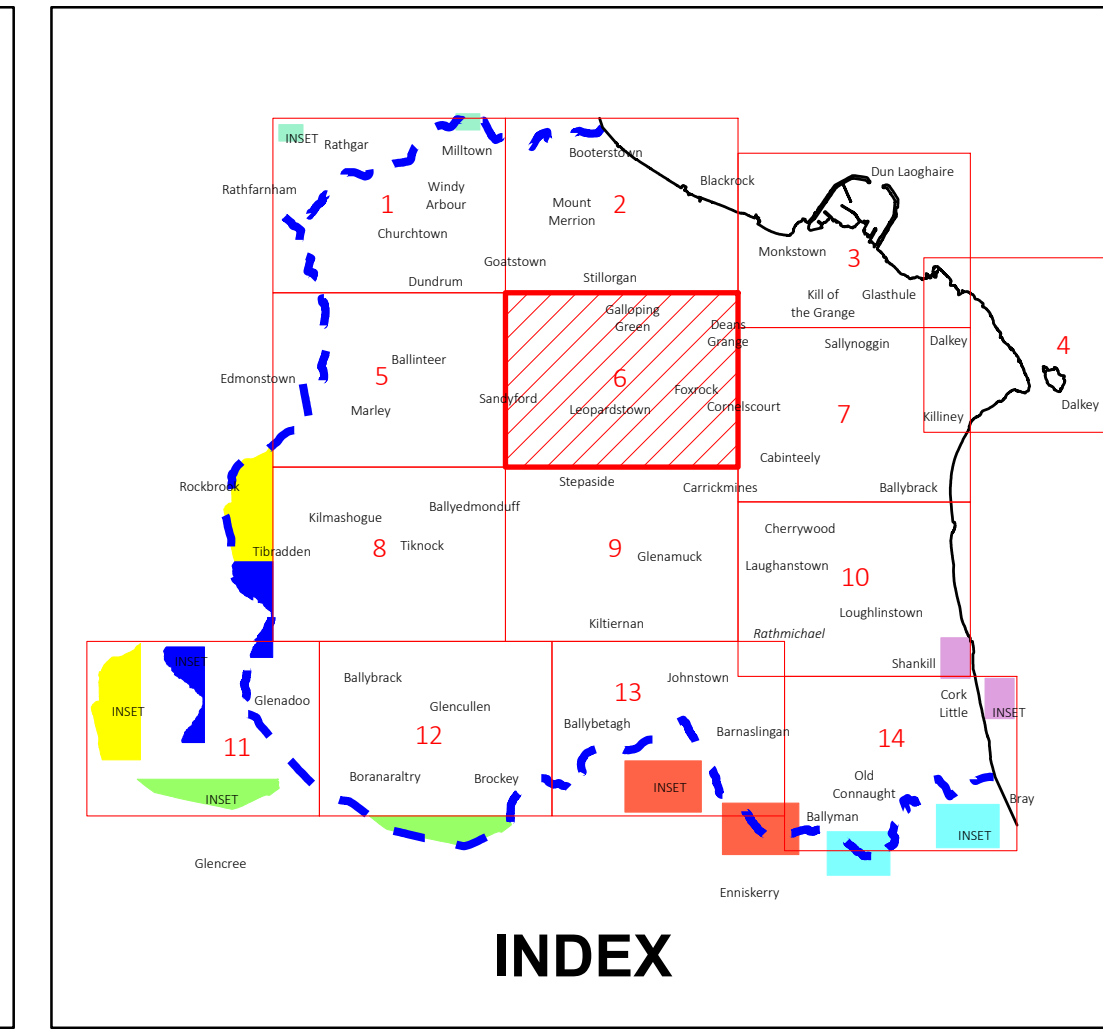 INSET
Rathgar
Milltown
Booterstown
Rathfarnham
Windy
Arbour
1
Churchtown
Goatstown
Dundrum
Mount
Merrion
2
Stillorgan
Blackrock
Dun Laoghaire
Monkstown
3
Kill of
the Grange
Glasthule
Dalkey
4
Dalkey
Killiney
Ballinteer
Edmonstown
5
Marley
Sandyford
Galloping
Green
Deans
Grange
6
Foxrock
Leopardstown
Cornelscourt
Sallynoggin
7
Cabinteely
Ballybrack
Rockbrook
Kilmashogue
Ballyedmonduff
Tibradden
8
Tiknock
Stepaside
Carrickmines
9
Glenamuck
Kiltiernan
Cherrywood
Laughanstown
10
Loughlinstown
Rathmichael
Shankill
INSET
INSET
Glenadoo
11
INSET
Ballybrack
Glencullen
12
Boranaraltry
Brockey
Johnstown
13
Ballybetagh
Barnaslingan
INSET
Cork
Little
INSET
14
Old
Connaught
Ballyman
Bray
INSET
Glencree
Enniskerry
INDEX